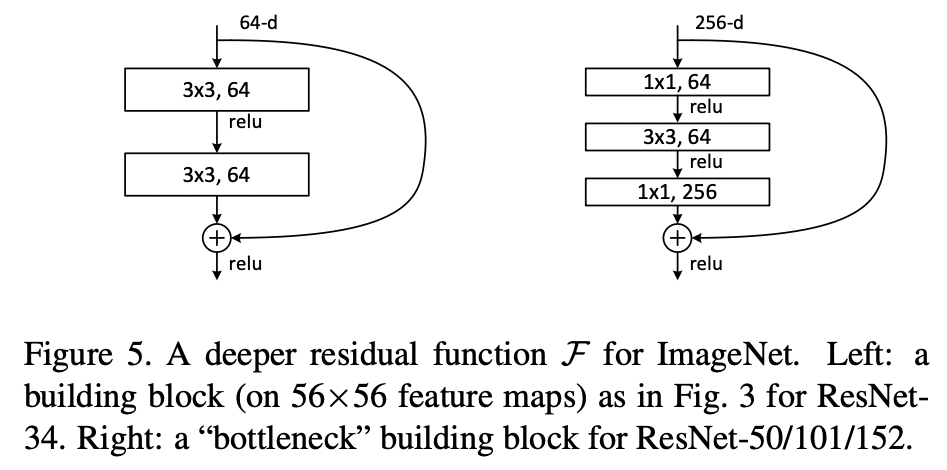 64-d
3x3, 64
relu
3x3, 64
+
relu
256-d
1x1, 64
relu
3x3, 64
relu
1x1, 256
+
relu
Figure 5. A deeper residual function ℱ for ImageNet. Left: a
building block (on 56×56 feature maps) as in Fig. 3 for ResNet-
34. Right: a “bottleneck” building block for ResNet-50/101/152.